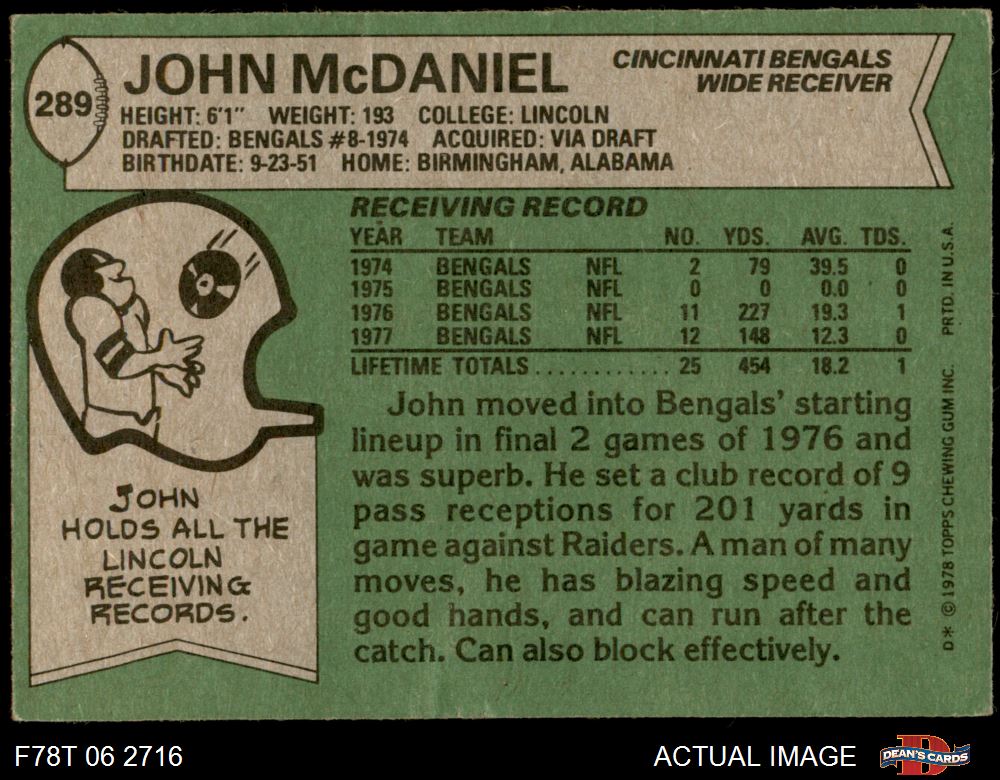 289
JOHN McDANIEL
CINCINNATI BENGALS
WIDE RECEIVER
HEIGHT: 6'1" WEIGHT: 193 COLLEGE: LINCOLN
DRAFTED: BENGALS #8-1974 ACQUIRED: VIA DRAFT
BIRTHDATE: 9-23-51 HOME: BIRMINGHAM, ALABAMA
RECEIVING RECORD
YEAR TEAM NO. YDS. AVG. TDS.
1974 BENGALS NFL 2 79 39.5 0
1975 BENGALS NFL 0 0 0.0 0
1976 BENGALS NFL 11 227 19.3 1
1977 BENGALS NFL 12 148 12.3 0
LIFETIME TOTALS............ 25 454 18.2 1
John moved into Bengals' starting
lineup in final 2 games of 1976 and
was superb. He set a club record of 9
pass receptions for 201 yards in
game against Raiders. A man of many
moves, he has blazing speed and
good hands, and can run after the
catch. Can also block effectively.
JOHN
HOLDS ALL THE
LINCOLN
RECEIVING
RECORDS.
D* © 1978 TOPPS CHEWING GUM INC. PRTD. IN U.S.A.
F78T 06 2716
ACTUAL IMAGE
D
DEAN'S CARDS